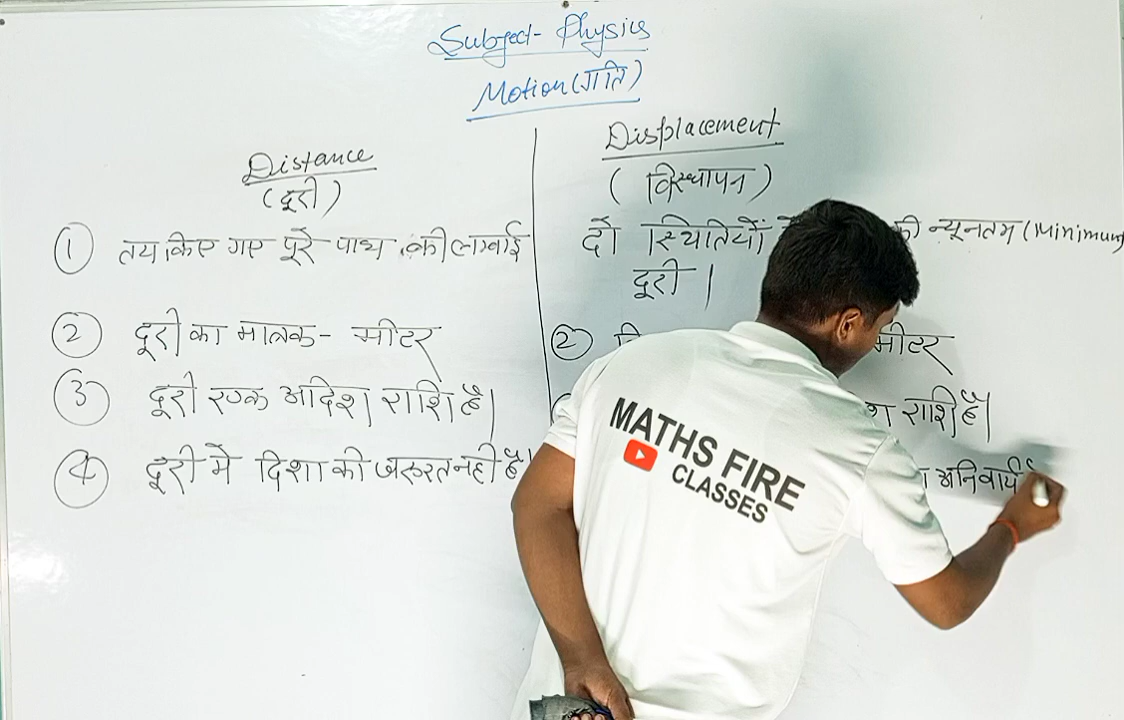 Subject- Physics
Motion (गति)
Distance
(दूरी)
① तय किए गए पूरे पाथ की लम्बाई
② दूरी का मात्रक- मीटर
③ दूरी एक अदिश राशि है।
④ दूरी में दिशा की जरूरत नही है।
Displacement
(विस्थापन)
दो स्थितियों की न्यूनतम (Minimum)
दूरी।
② मीटर
राशि है।
अनिवार्य
MATHS FIRE
CLASSES